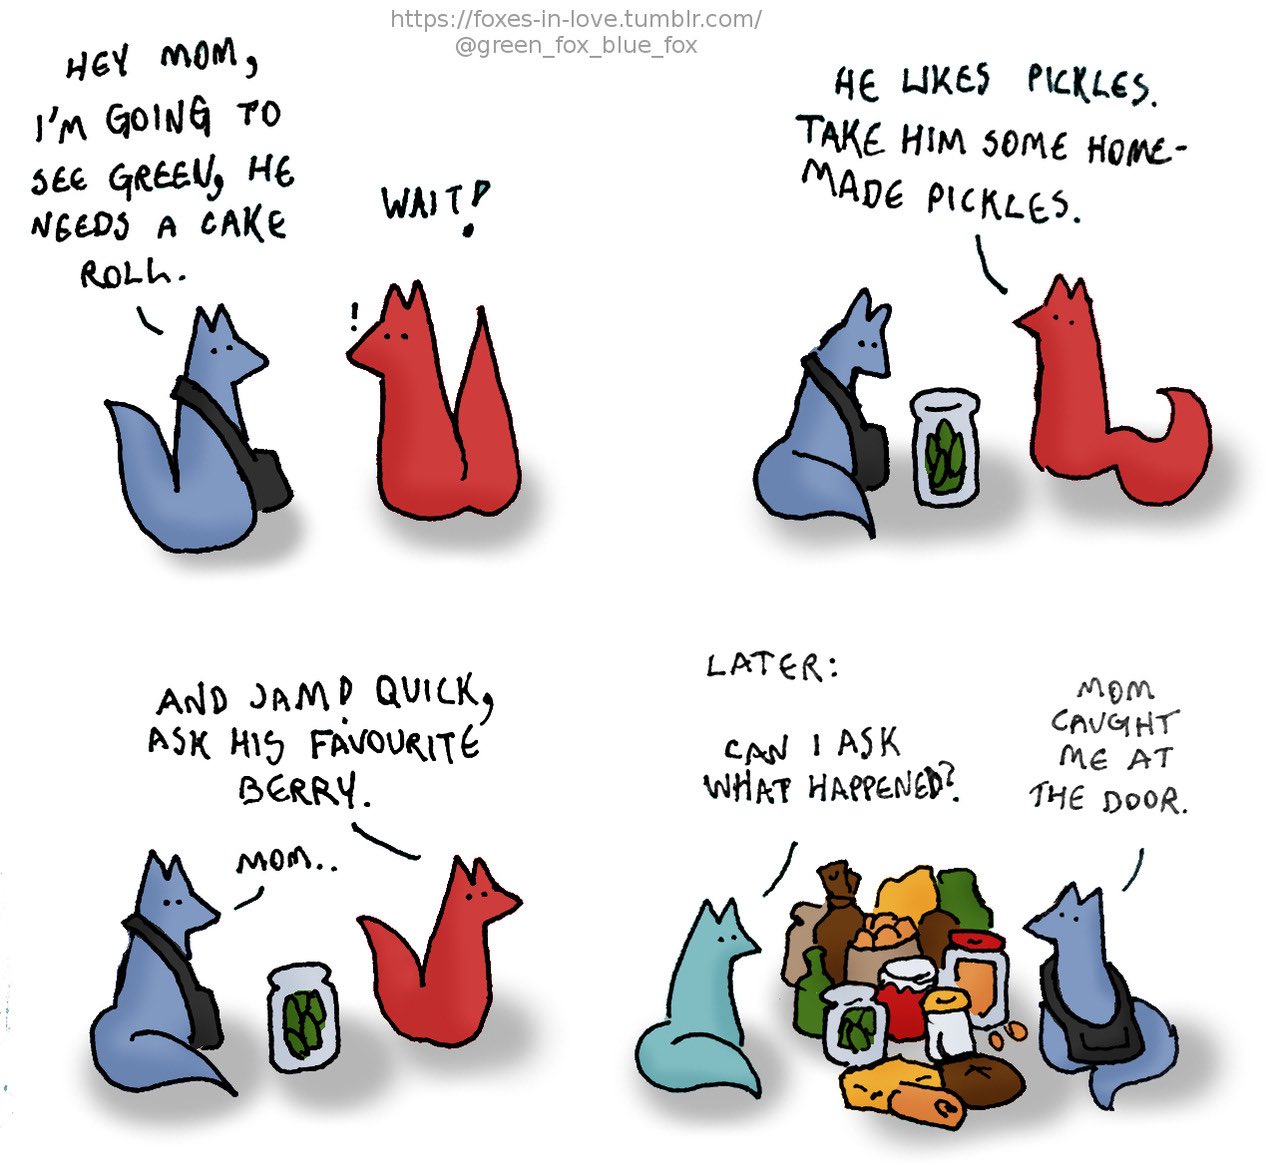 https://foxes-in-love.tumblr.com/
@green_fox_blue_fox
HEY MOM,
I'M GOING TO
SEE GREEN, HE
NEEDS A CAKE
ROLL.
WAIT!
!
HE LIKES PICKLES.
TAKE HIM SOME HOME-
MADE PICKLES.
AND JAM! QUICK,
ASK HIS FAVOURITE
BERRY.
MOM..
LATER:
CAN I ASK
WHAT HAPPENED?
MOM
CAUGHT
ME AT
THE DOOR.